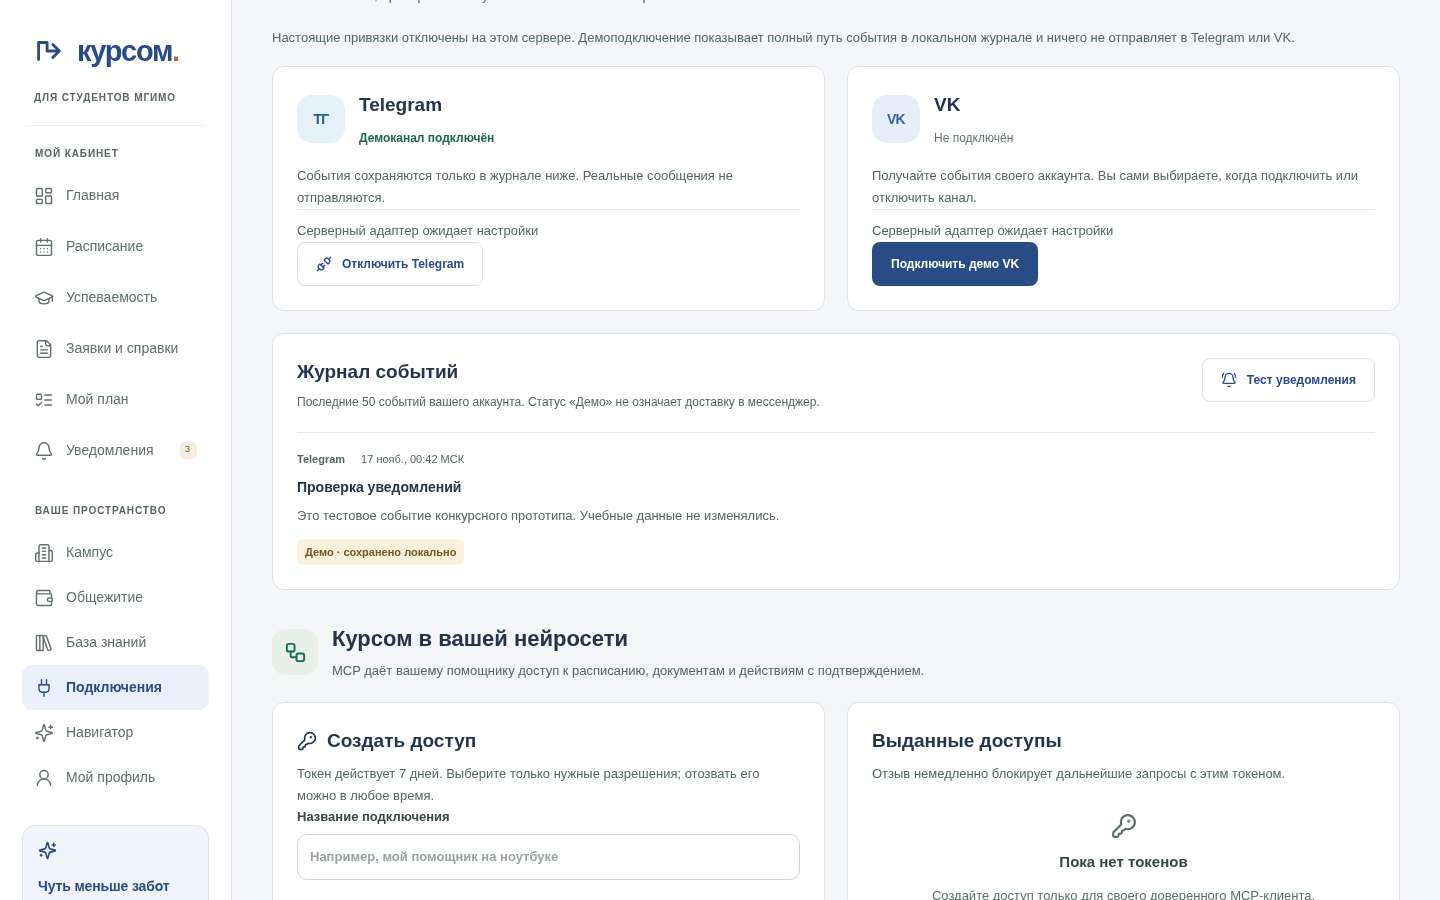 курсом.
ДЛЯ СТУДЕНТОВ МГИМО
МОЙ КАБИНЕТ
Главная
Расписание
Успеваемость
Заявки и справки
Мой план
Уведомления 3
ВАШЕ ПРОСТРАНСТВО
Кампус
Общежитие
База знаний
Подключения
Навигатор
Мой профиль
Чуть меньше забот
Настоящие привязки отключены на этом сервере. Демоподключение показывает полный путь события в локальном журнале и ничего не отправляет в Telegram или VK.
ТГ
Telegram
Демоканал подключён
События сохраняются только в журнале ниже. Реальные сообщения не
отправляются.
Серверный адаптер ожидает настройки
Отключить Telegram
VK
VK
Не подключён
Получайте события своего аккаунта. Вы сами выбираете, когда подключить или
отключить канал.
Серверный адаптер ожидает настройки
Подключить демо VK
Журнал событий
Последние 50 событий вашего аккаунта. Статус «Демо» не означает доставку в мессенджер.
Тест уведомления
Telegram 17 нояб., 00:42 МСК
Проверка уведомлений
Это тестовое событие конкурсного прототипа. Учебные данные не изменялись.
Демо · сохранено локально
Курсом в вашей нейросети
MCP даёт вашему помощнику доступ к расписанию, документам и действиям с подтверждением.
Создать доступ
Токен действует 7 дней. Выберите только нужные разрешения; отозвать его
можно в любое время.
Название подключения
Например, мой помощник на ноутбуке
Выданные доступы
Отзыв немедленно блокирует дальнейшие запросы с этим токеном.
Пока нет токенов
Создайте доступ только для своего доверенного MCP-клиента.